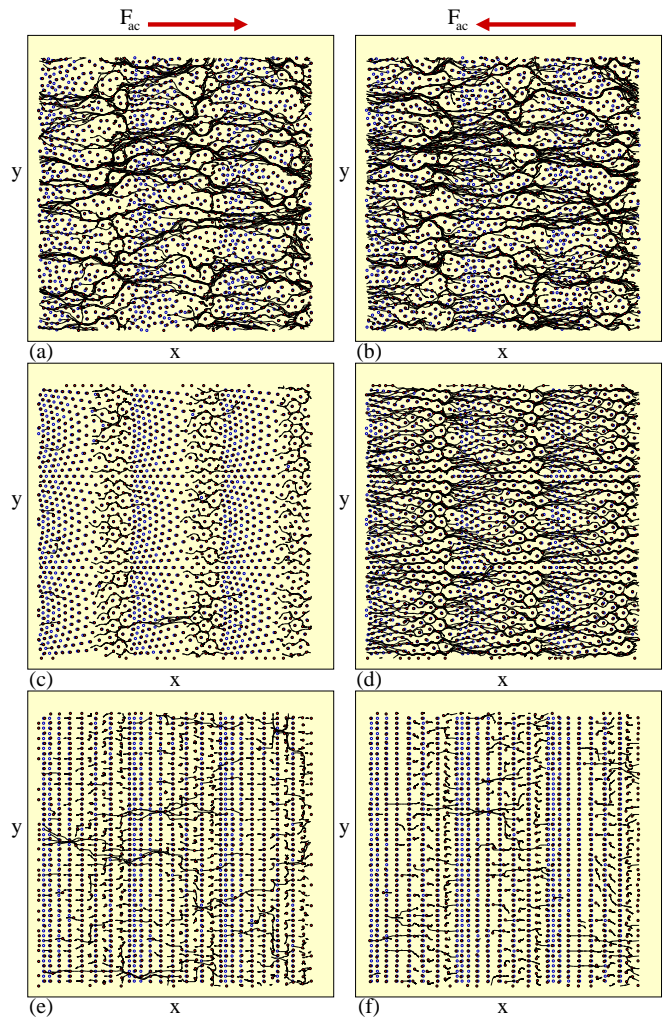 F_ac F_ac
y y
(a) x (b) x
y y
(c) x (d) x
y y
(e) x (f) x